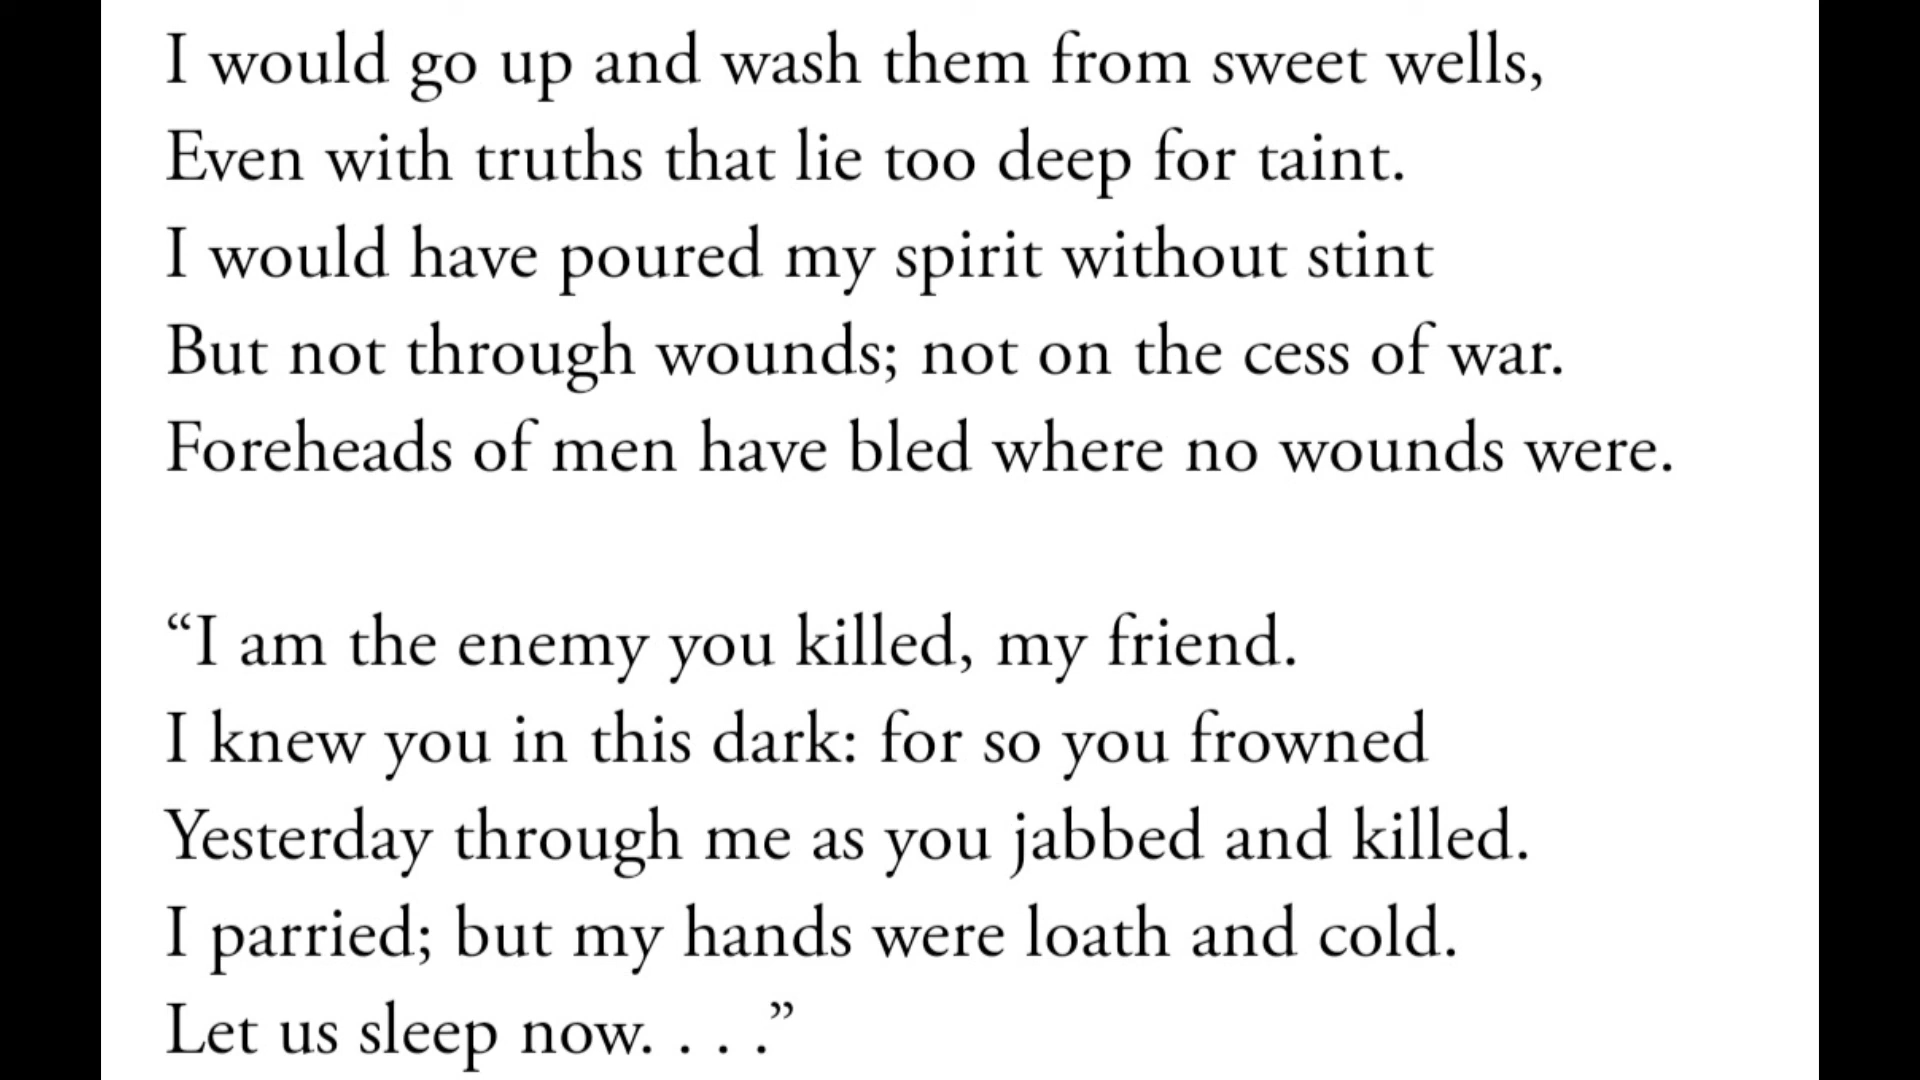 I would go up and wash them from sweet wells,
Even with truths that lie too deep for taint.
I would have poured my spirit without stint
But not through wounds; not on the cess of war.
Foreheads of men have bled where no wounds were.
“I am the enemy you killed, my friend.
I knew you in this dark: for so you frowned
Yesterday through me as you jabbed and killed.
I parried; but my hands were loath and cold.
Let us sleep now. . . .”